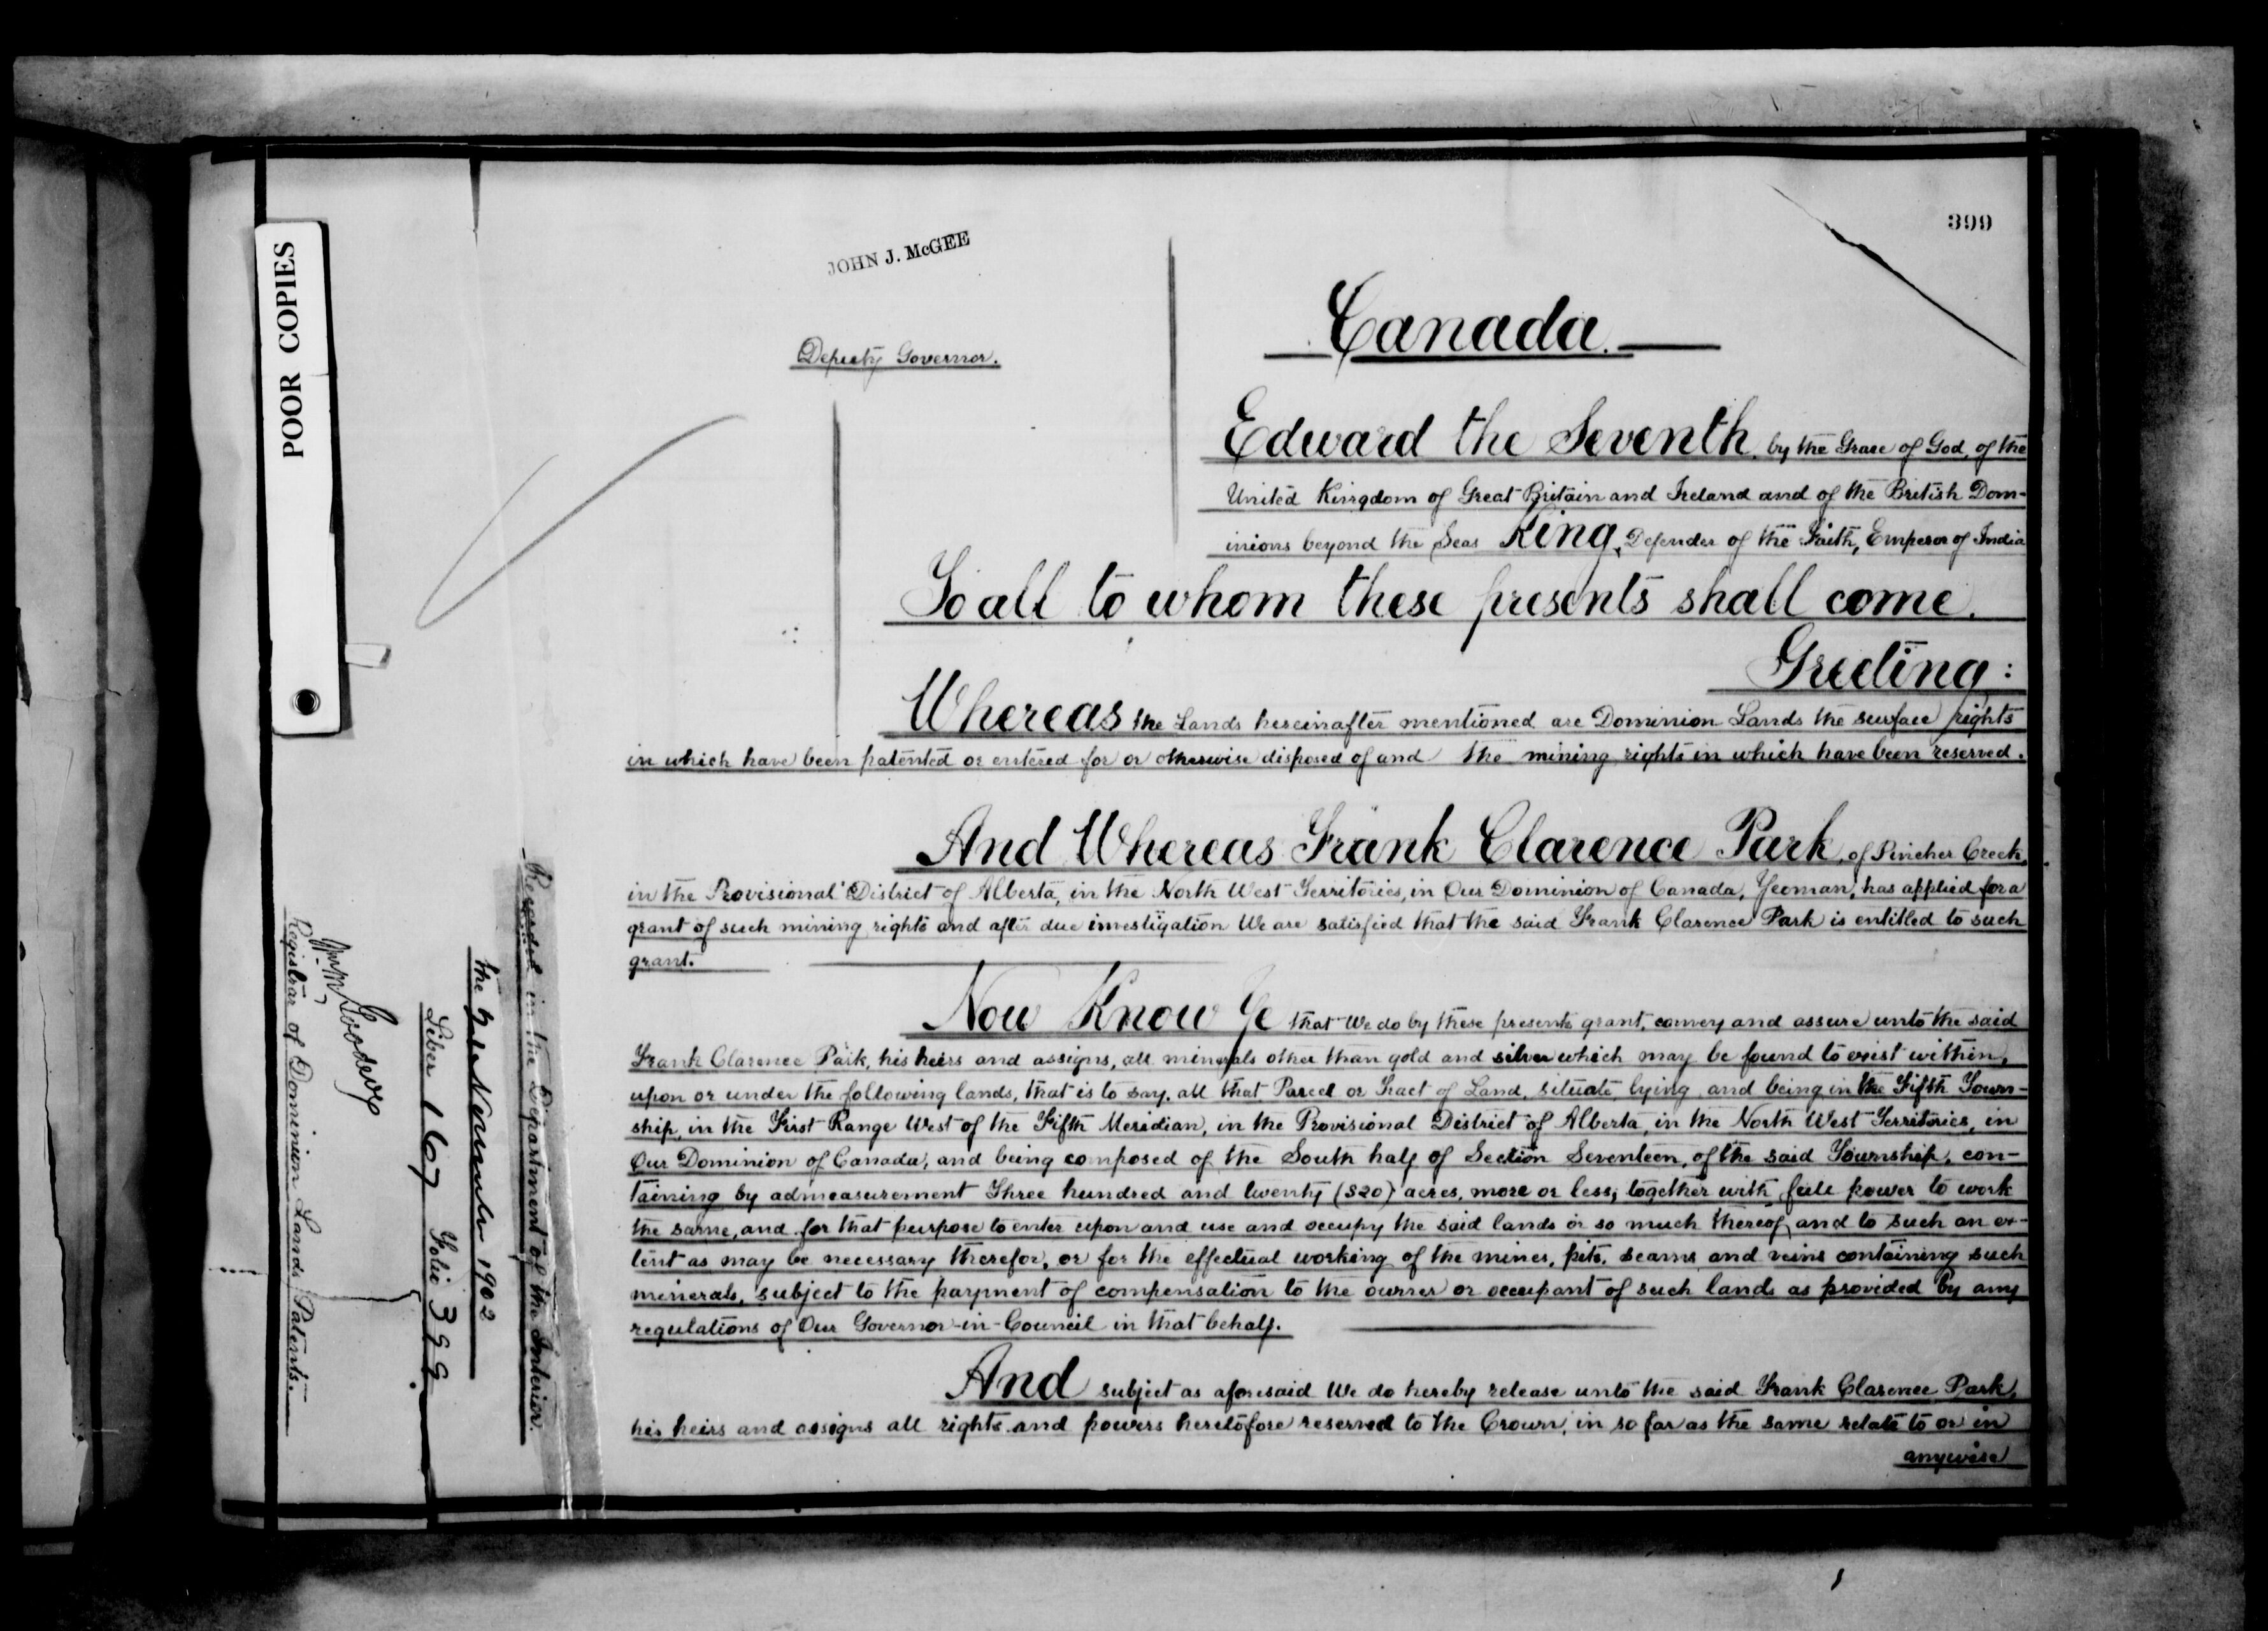 399
JOHN J. McGEE
Deputy Governor.
Canada.
Edward the Seventh, by the Grace of God, of the
United Kingdom of Great Britain and Ireland and of the British Dom-
inions beyond the Seas King, Defender of the Faith, Emperor of India
To all to whom these presents shall come.
Greeting:
Whereas the Lands hereinafter mentioned are Dominion Lands the surface rights
in which have been patented or entered for or otherwise disposed of and the mining rights in which have been reserved.
And Whereas Frank Clarence Park, of Pincher Creek,
in the Provisional District of Alberta, in the North West Territories, in Our Dominion of Canada, Yeoman, has applied for a
grant of such mining rights and after due investigation We are satisfied that the said Frank Clarence Park is entitled to such
grant.
Now Know Ye that We do by these presents grant, convey and assure unto the said
Frank Clarence Park, his heirs and assigns, all minerals other than gold and silver which may be found to exist within,
upon or under the following lands, that is to say, all that Parcel or Tract of Land, situate, lying, and being in the Fifth Town-
ship, in the First Range West of the Fifth Meridian, in the Provisional District of Alberta, in the North West Territories, in
Our Dominion of Canada, and being composed of the South half of Section Seventeen, of the said Township, con-
taining by admeasurement Three hundred and twenty (320) acres, more or less, together with full power to work
the same, and for that purpose to enter upon and use and occupy the said lands or so much thereof, and to such an ex-
tent as may be necessary therefor, or for the effectual working of the mines, pits, seams and veins containing such
minerals, subject to the payment of compensation to the owner or occupant of such lands as provided by any
regulations of Our Governor-in-Council in that behalf.
And subject as aforesaid We do hereby release unto the said Frank Clarence Park,
his heirs and assigns all rights and powers heretofore reserved to the Crown, in so far as the same relate to or in
anywise
Recorded in the Department of the Interior.
the November 1902
Liber 167 Folio 399
Registrar of Dominion Lands Patents.
POOR COPIES